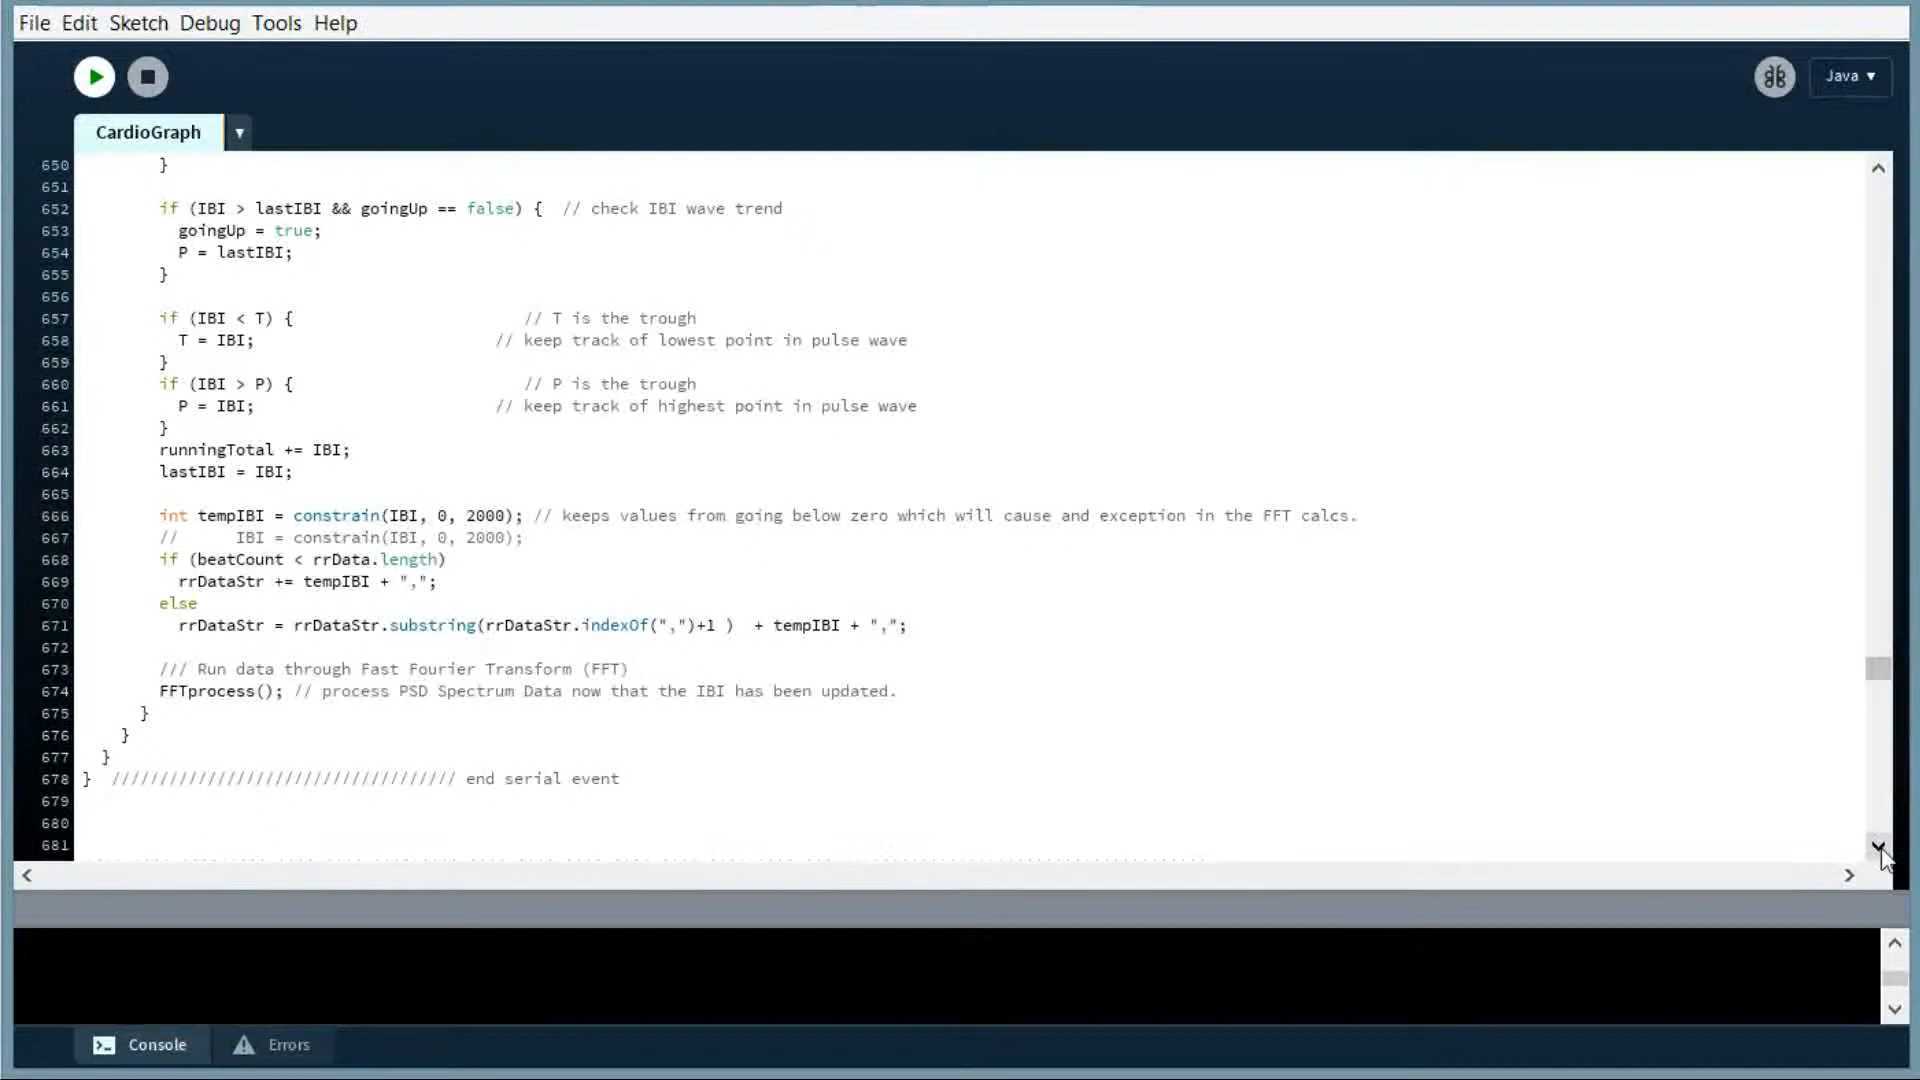 File Edit Sketch Debug Tools Help
Java ▼
CardioGraph ▼
650 }
651
652 if (IBI > lastIBI && goingUp == false) { // check IBI wave trend
653 goingUp = true;
654 P = lastIBI;
655 }
656
657 if (IBI < T) { // T is the trough
658 T = IBI; // keep track of lowest point in pulse wave
659 }
660 if (IBI > P) { // P is the trough
661 P = IBI; // keep track of highest point in pulse wave
662 }
663 runningTotal += IBI;
664 lastIBI = IBI;
665
666 int tempIBI = constrain(IBI, 0, 2000); // keeps values from going below zero which will cause and exception in the FFT calcs.
667 // IBI = constrain(IBI, 0, 2000);
668 if (beatCount < rrData.length)
669 rrDataStr += tempIBI + ",";
670 else
671 rrDataStr = rrDataStr.substring(rrDataStr.indexOf(",")+1 ) + tempIBI + ",";
672
673 /// Run data through Fast Fourier Transform (FFT)
674 FFTprocess(); // process PSD Spectrum Data now that the IBI has been updated.
675 }
676 }
677 }
678 } //////////////////////////////////// end serial event
679
680
681
Console Errors